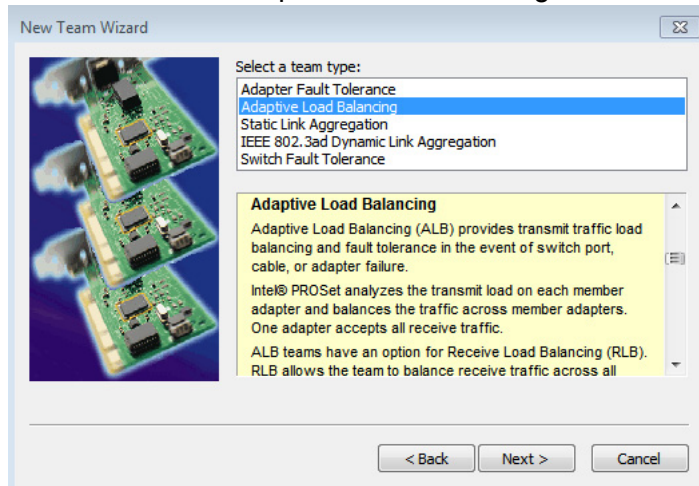 New Team Wizard
Select a team type:
Adapter Fault Tolerance
Adaptive Load Balancing
Static Link Aggregation
IEEE 802.3ad Dynamic Link Aggregation
Switch Fault Tolerance
Adaptive Load Balancing
Adaptive Load Balancing (ALB) provides transmit traffic load
balancing and fault tolerance in the event of switch port,
cable, or adapter failure.
Intel® PROSet analyzes the transmit load on each member
adapter and balances the traffic across member adapters.
One adapter accepts all receive traffic.
ALB teams have an option for Receive Load Balancing (RLB).
RLB allows the team to balance receive traffic across all
< Back
Next >
Cancel